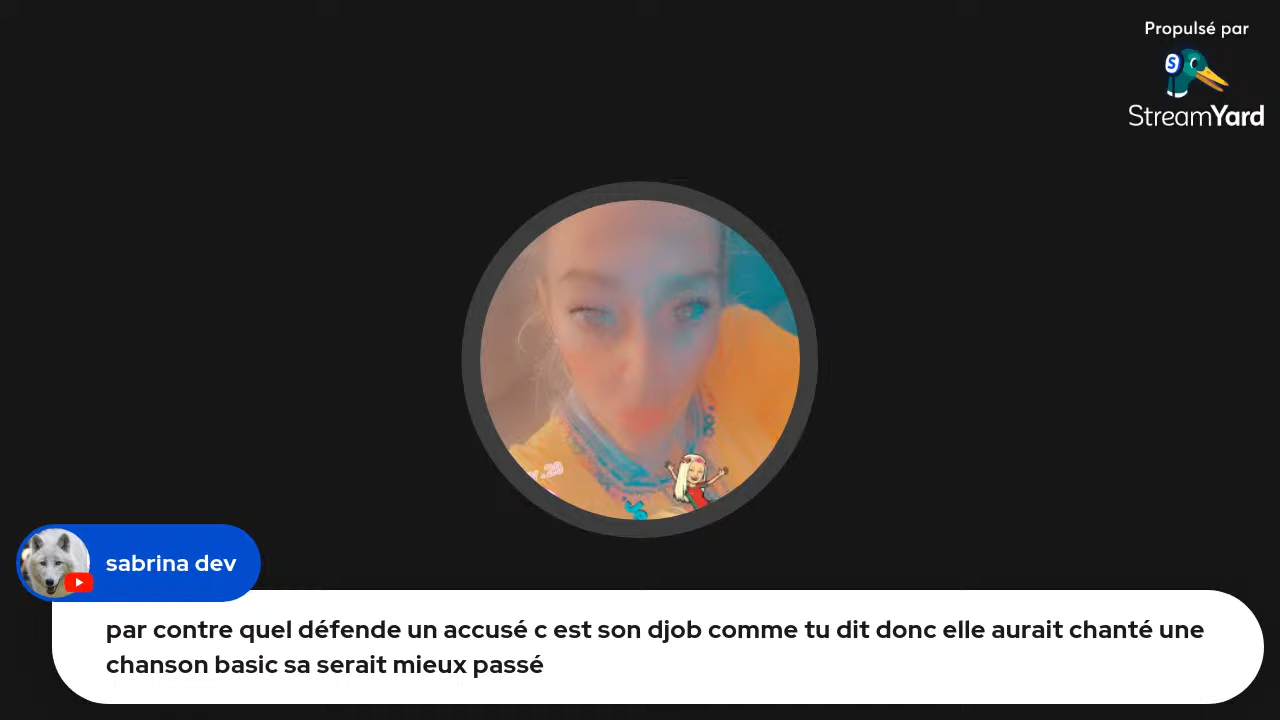 Propulsé par
StreamYard
sabrina dev
par contre quel défende un accusé c est son djob comme tu dit donc elle aurait chanté une
chanson basic sa serait mieux passé